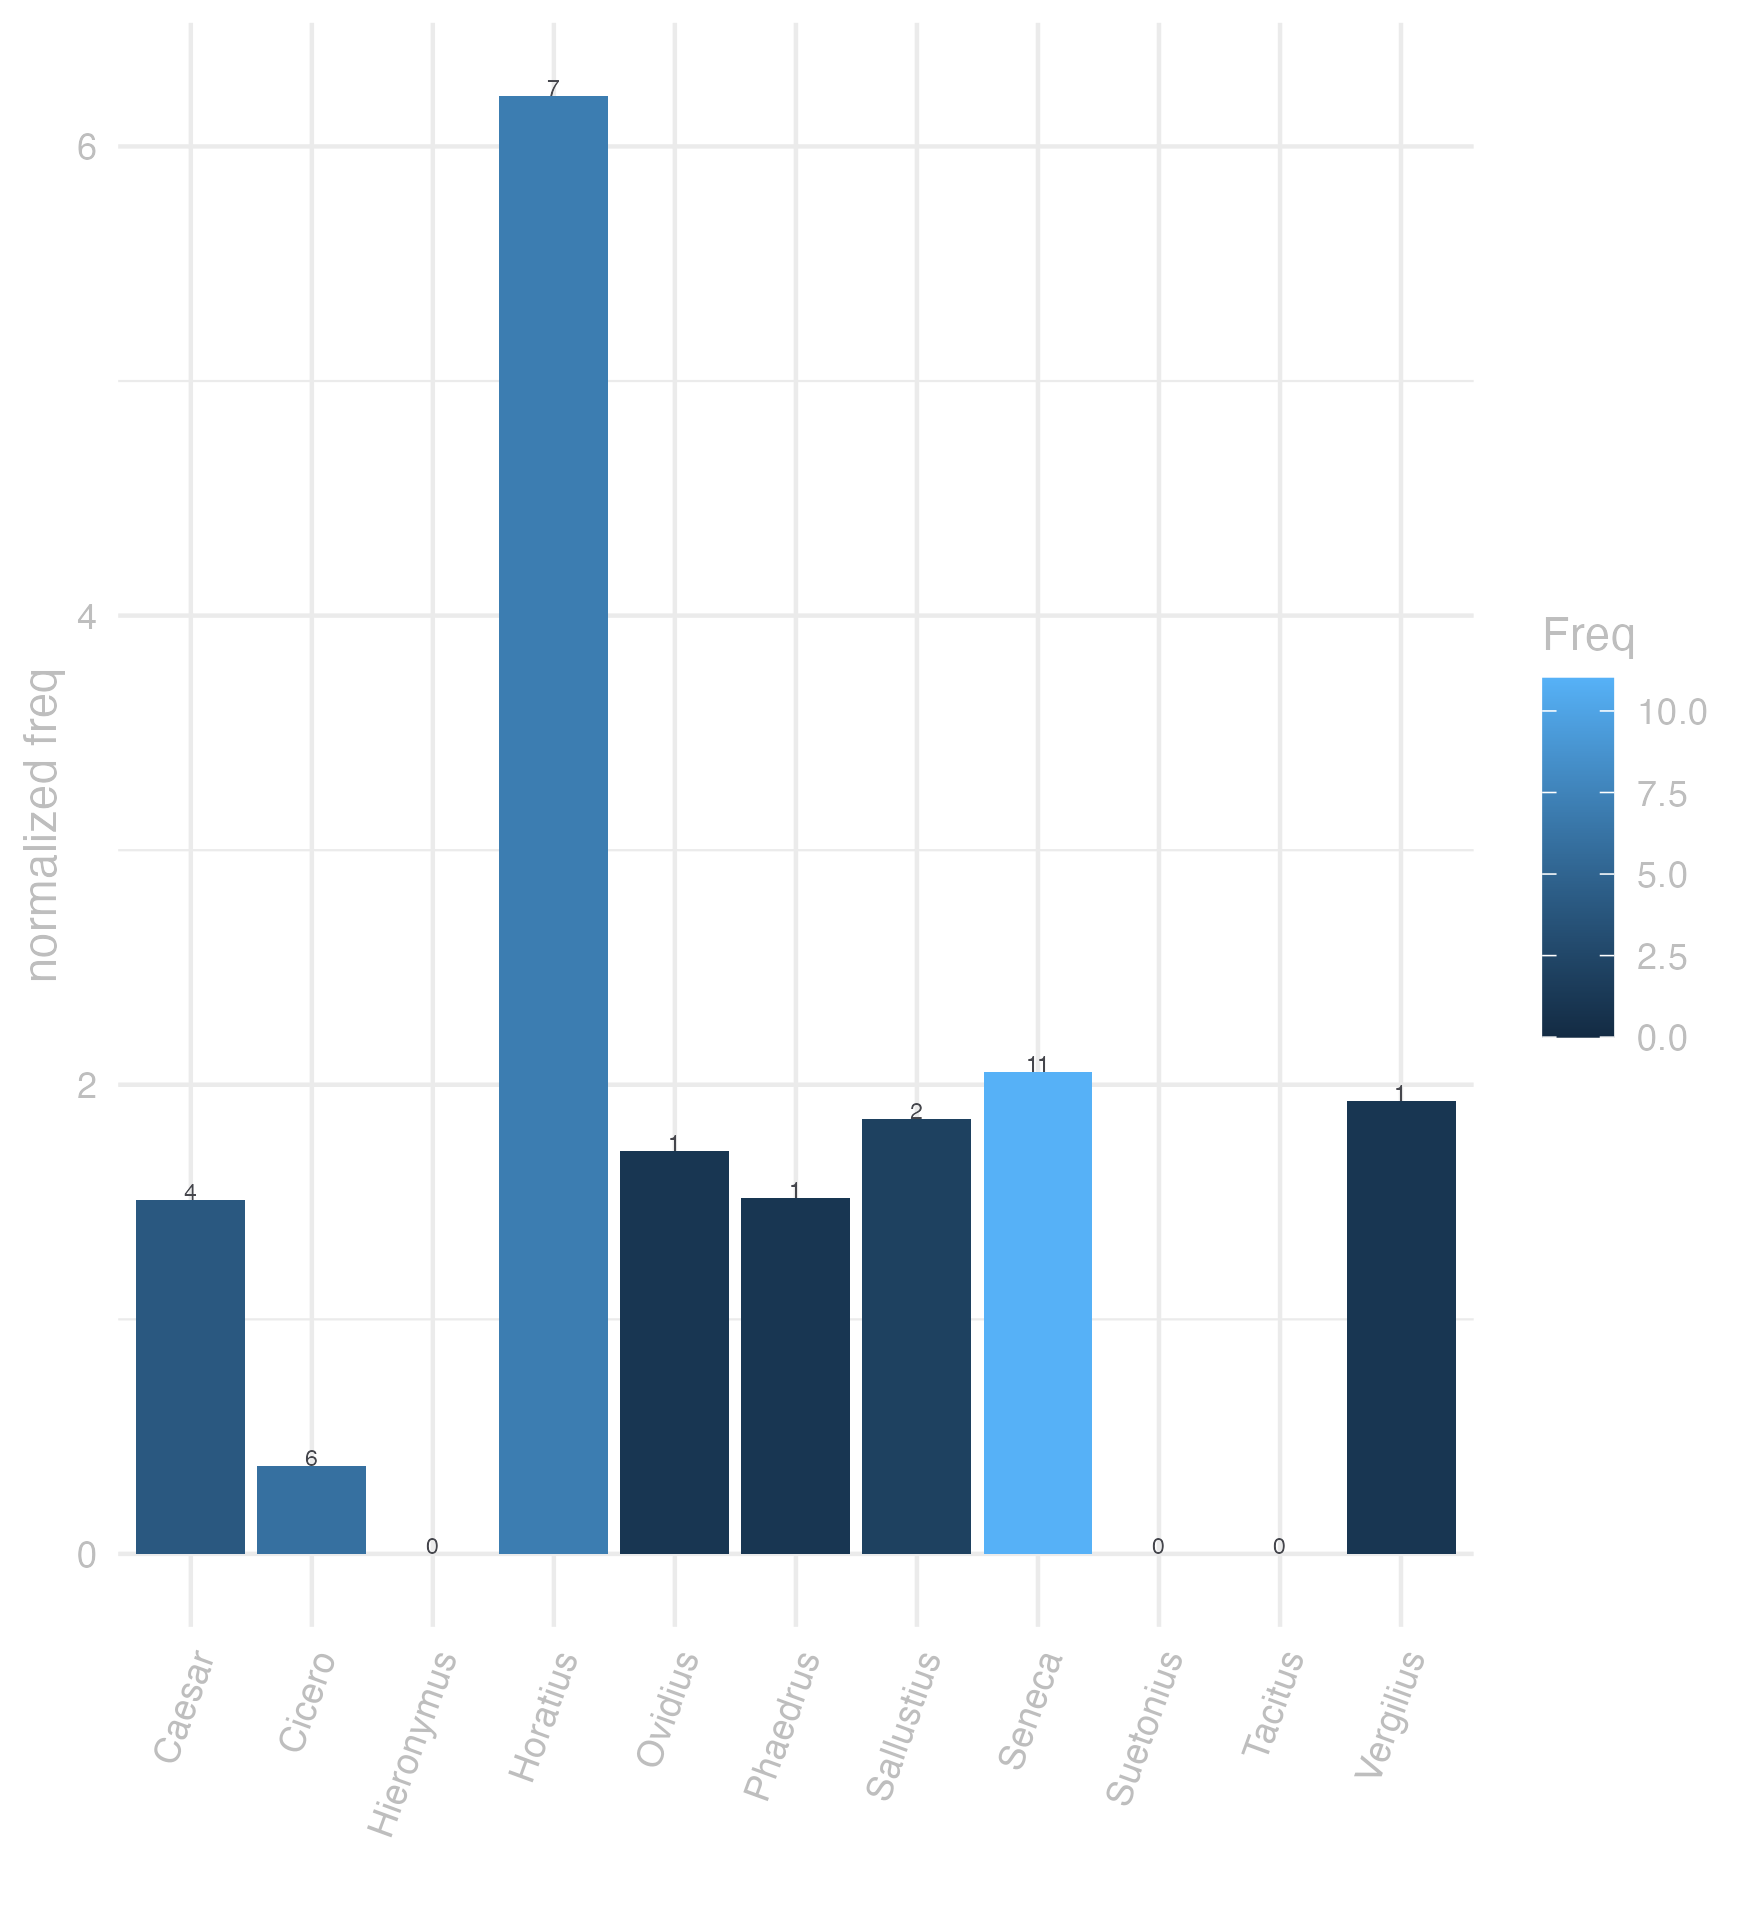 normalized freq
6
4
2
0
7
11
2
1
1
1
4
6
0
0
0
Caesar
Cicero
Hieronymus
Horatius
Ovidius
Phaedrus
Sallustius
Seneca
Suetonius
Tacitus
Vergilius
Freq
10.0
7.5
5.0
2.5
0.0